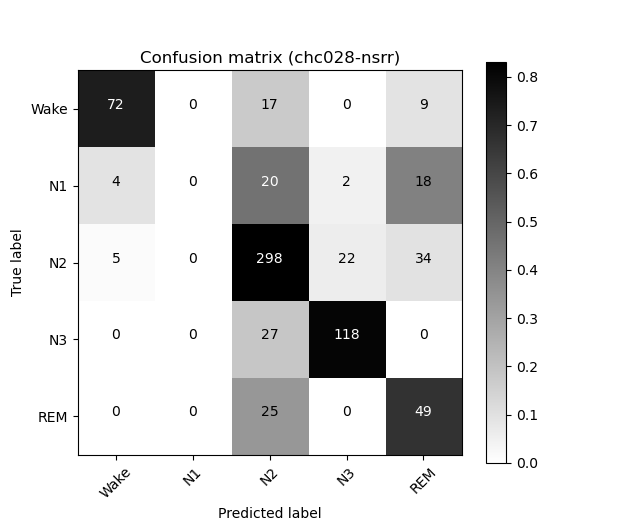 Confusion matrix (chc028-nsrr)
True label
Wake 72 0 17 0 9
N1 4 0 20 2 18
N2 5 0 298 22 34
N3 0 0 27 118 0
REM 0 0 25 0 49
Wake N1 N2 N3 REM
Predicted label
0.8
0.7
0.6
0.5
0.4
0.3
0.2
0.1
0.0